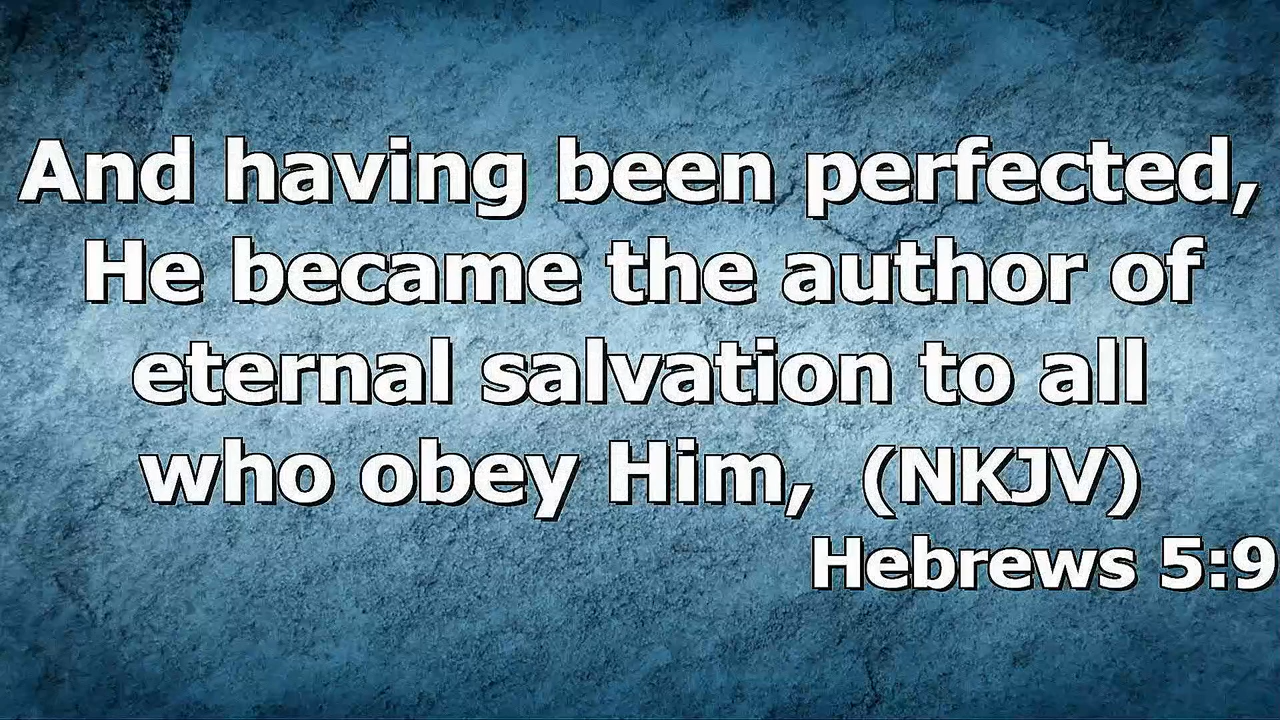 And having been perfected,
He became the author of
eternal salvation to all
who obey Him, (NKJV)
Hebrews 5:9